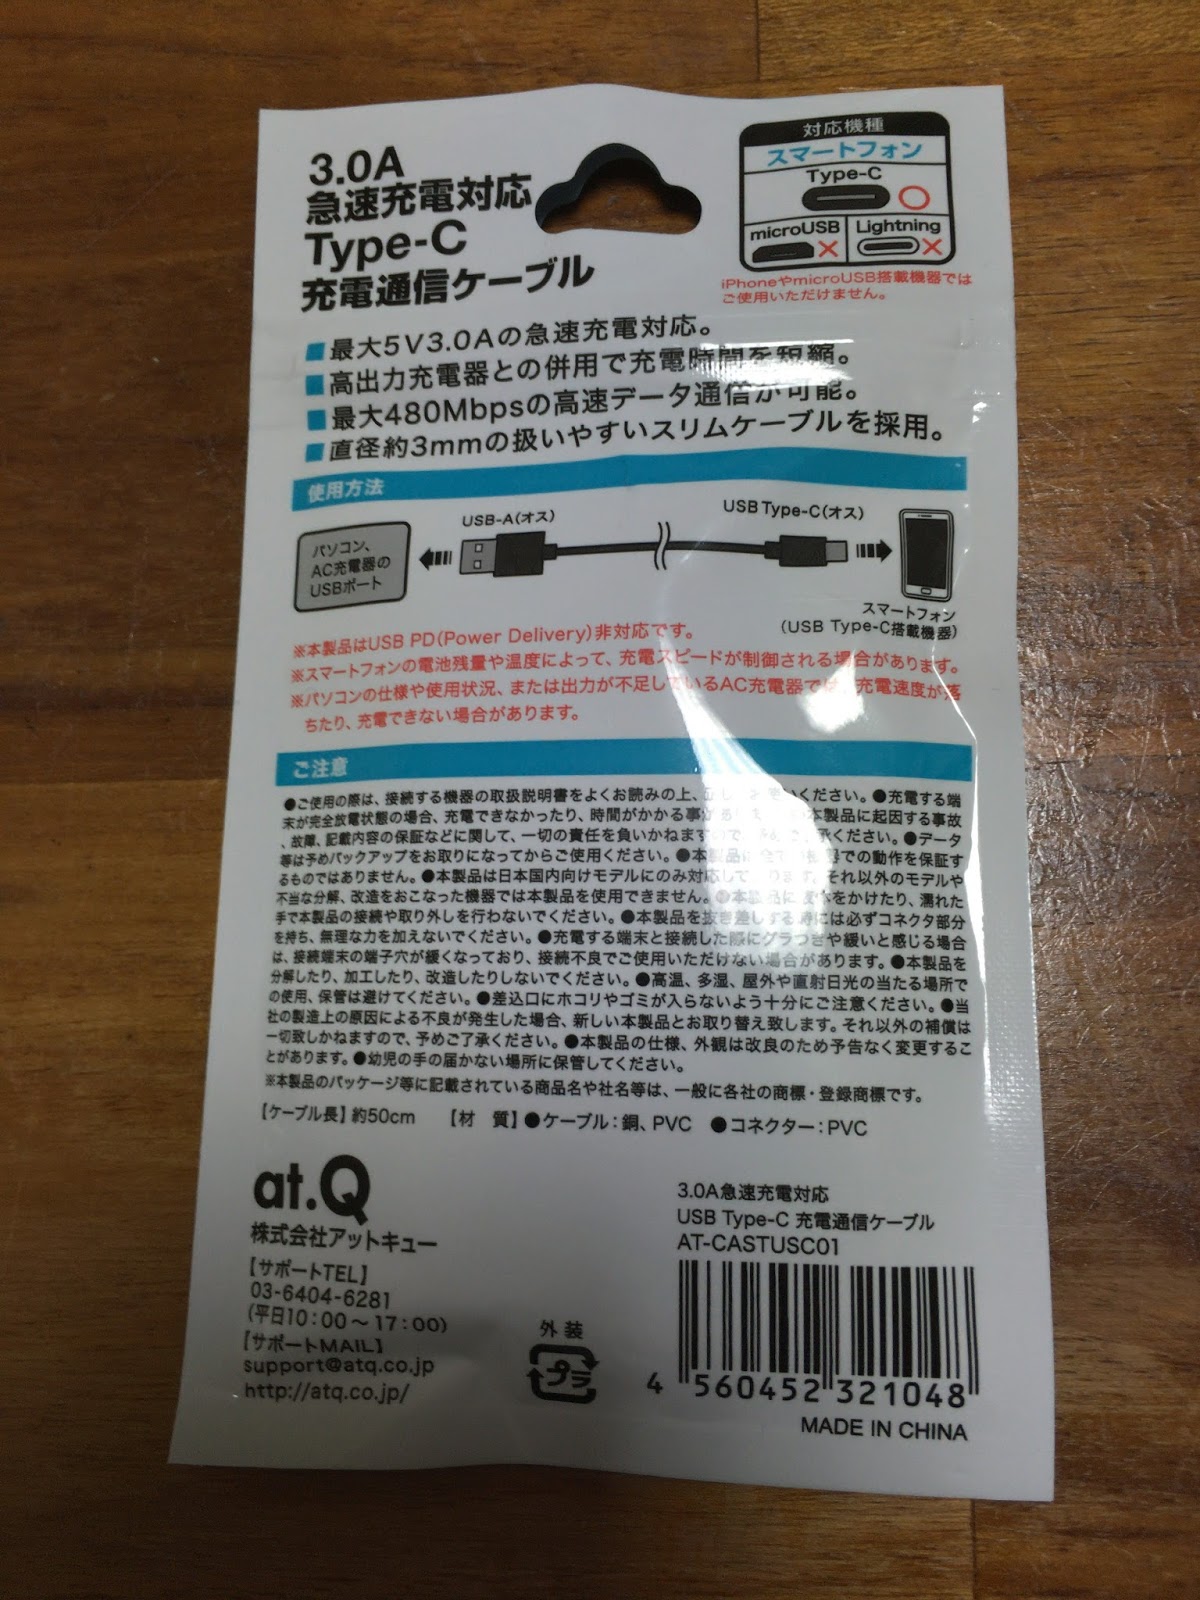 3.0A
急速充電対応
Type-C
充電通信ケーブル
対応機種
スマートフォン
Type-C
microUSB
Lightning
iPhoneやmicroUSB搭載機器では
ご使用いただけません。
最大5V3.0Aの急速充電対応。
高出力充電器との併用で充電時間を短縮。
最大480Mbpsの高速データ通信が可能。
直径約3mmの扱いやすいスリムケーブルを採用。
使用方法
パソコン、
AC充電器の
USBポート
USB-A(オス)
USB Type-C(オス)
スマートフォン
(USB Type-C搭載機器)
※本製品はUSB PD(Power Delivery)非対応です。
※スマートフォンの電池残量や温度によって、充電スピードが制御される場合があります。
※パソコンの仕様や使用状況、または出力が不足しているAC充電器で 充電速度が落
ちたり、充電できない場合があります。
ご注意
●ご使用の際は、接続する機器の取扱説明書をよくお読みの上、 ください。●充電する端
末が完全放電状態の場合、充電できなかったり、時間がかかる事が 本製品に起因する事故
、故障、記載内容の保証などに関して、一切の責任を負いかねます 承ください。●データ
等は予めバックアップをお取りになってからご使用ください。●本製品 での動作を保証す
るものではありません。●本製品は日本国内向けモデルにのみ対応して ります。それ以外のモデルや
不当な分解、改造をおこなった機器では本製品を使用できません。 本製品に をかけたり、濡れた
手で本製品の接続や取り外しを行わないでください。●本製品を抜き差しする時には必ずコネクタ部分
を持ち、無理な力を加えないでください。●充電する端末と接続した際にグラつきや緩いと感じる場合
は、接続端末の端子穴が緩くなっており、接続不良でご使用いただけない場合があります。●本製品を
分解したり、加工したり、改造したりしないでください。●高温、多湿、屋外や直射日光の当たる場所で
の使用、保管は避けてください。●差込口にホコリやゴミが入らないよう十分にご注意ください。●当
社の製造上の原因による不良が発生した場合、新しい本製品とお取り替え致します。それ以外の補償は
一切致しかねますので、予めご了承ください。●本製品の仕様、外観は改良のため予告なく変更するこ
とがあります。●幼児の手の届かない場所に保管してください。
※本製品のパッケージ等に記載されている商品名や社名等は、一般に各社の商標・登録商標です。
【ケーブル長】約50cm 【材 質】●ケーブル：銅、PVC ●コネクター：PVC
at.Q
株式会社アットキュー
【サポートTEL】
03-6404-6281
(平日10：00～17：00)
【サポートMAIL】
support@atq.co.jp
http://atq.co.jp/
外装
プラ
3.0A急速充電対応
USB Type-C 充電通信ケーブル
AT-CASTUSC01
4 560452 321048
MADE IN CHINA